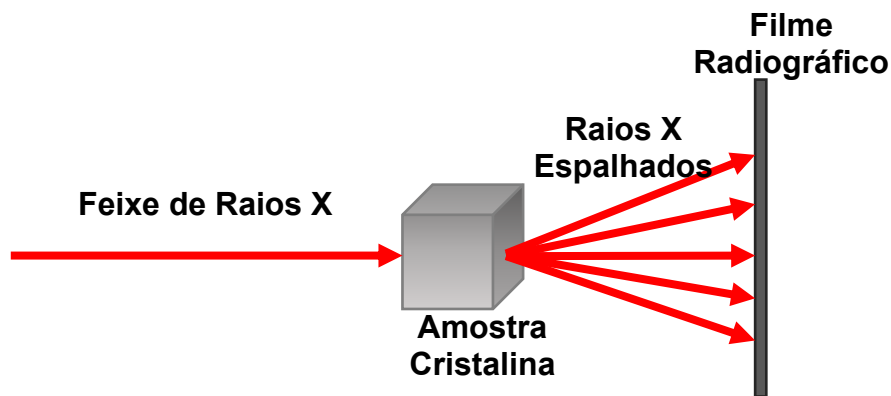 Filme
Radiográfico
Raios X
Espalhados
Feixe de Raios X
Amostra
Cristalina